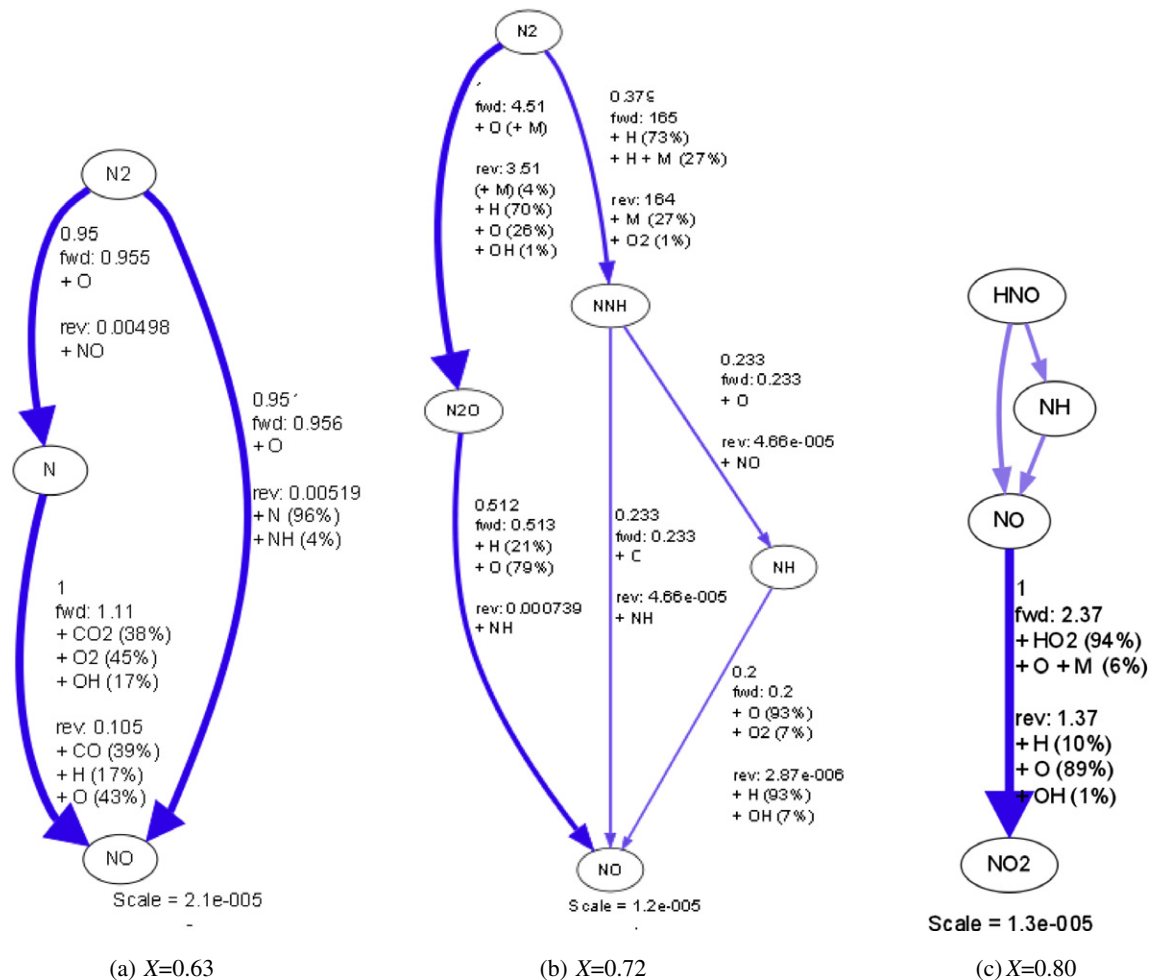 N2
0.95
fwd: 0.955
+ O
rev: 0.00498
+ NO
0.95
fwd: 0.956
+ O
rev: 0.00519
+N (96%)
+NH (4%)
N
1
fwd: 1.11
+ CO2 (38%)
+ O2 (45%)
+ OH (17%)
rev: 0.105
+ CO (39%)
+ H (17%)
+ O (43%)
NO
Scale = 2.1e-005
(a) X=0.63
N2
fwd: 4.51
+ O (+ M)
rev: 3.51
(+ M) (4%)
+ H (70%)
+ O (26%)
+ OH (1%)
0.379
fwd: 165
+ H (73%)
+ H + M (27%)
rev: 164
+ M (27%)
+ O2 (1%)
NNH
N2O
0.233
fwd: 0.233
+ O
rev: 4.66e-005
+ NO
0.512
fwd: 0.513
+ H (21%)
+ O (79%)
rev: 0.000739
+ NH
0.233
fwd: 0.233
+
rev: 4.66e-005
+ NH
NH
0.2
fwd: 0.2
+ O (93%)
+ O2 (7%)
rev: 2.87e-006
+ H (93%)
+ OH (7%)
NO
Scale = 1.2e-005
(b) X=0.72
HNO
NH
NO
1
fwd: 2.37
+ HO2 (94%)
+ O + M (6%)
rev: 1.37
+ H (10%)
+ O (89%)
+ OH (1%)
NO2
Scale = 1.3e-005
(c) X=0.80